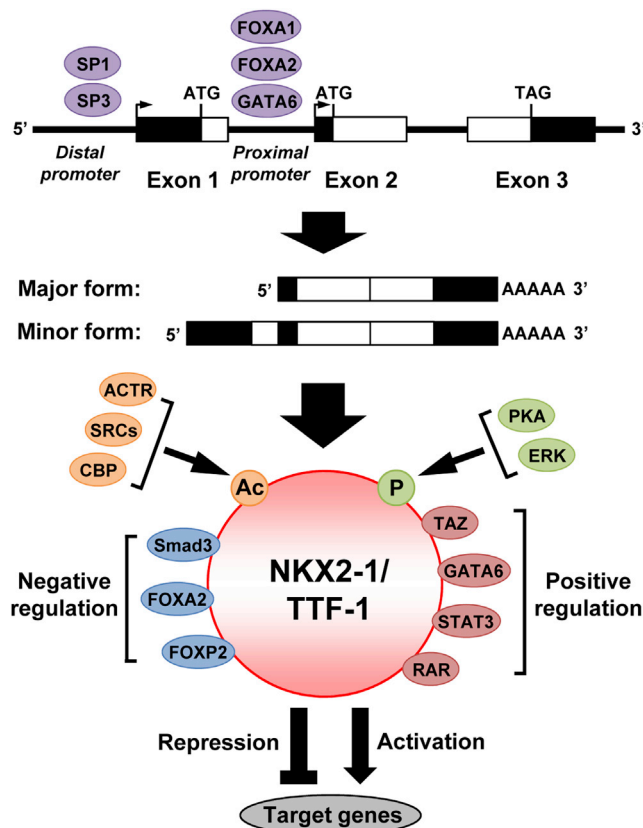 FOXA1
SP1
FOXA2
SP3
ATG
GATA6
ATG
TAG
5'
3'
Distal
promoter
Exon 1
Proximal
promoter
Exon 2
Exon 3
Major form:
5'
AAAAA 3'
Minor form:
5'
AAAAA 3'
ACTR
SRCs
CBP
PKA
ERK
Ac
P
Negative
regulation
Smad3
FOXA2
FOXP2
NKX2-1/
TTF-1
TAZ
GATA6
STAT3
RAR
Positive
regulation
Repression
Activation
Target genes